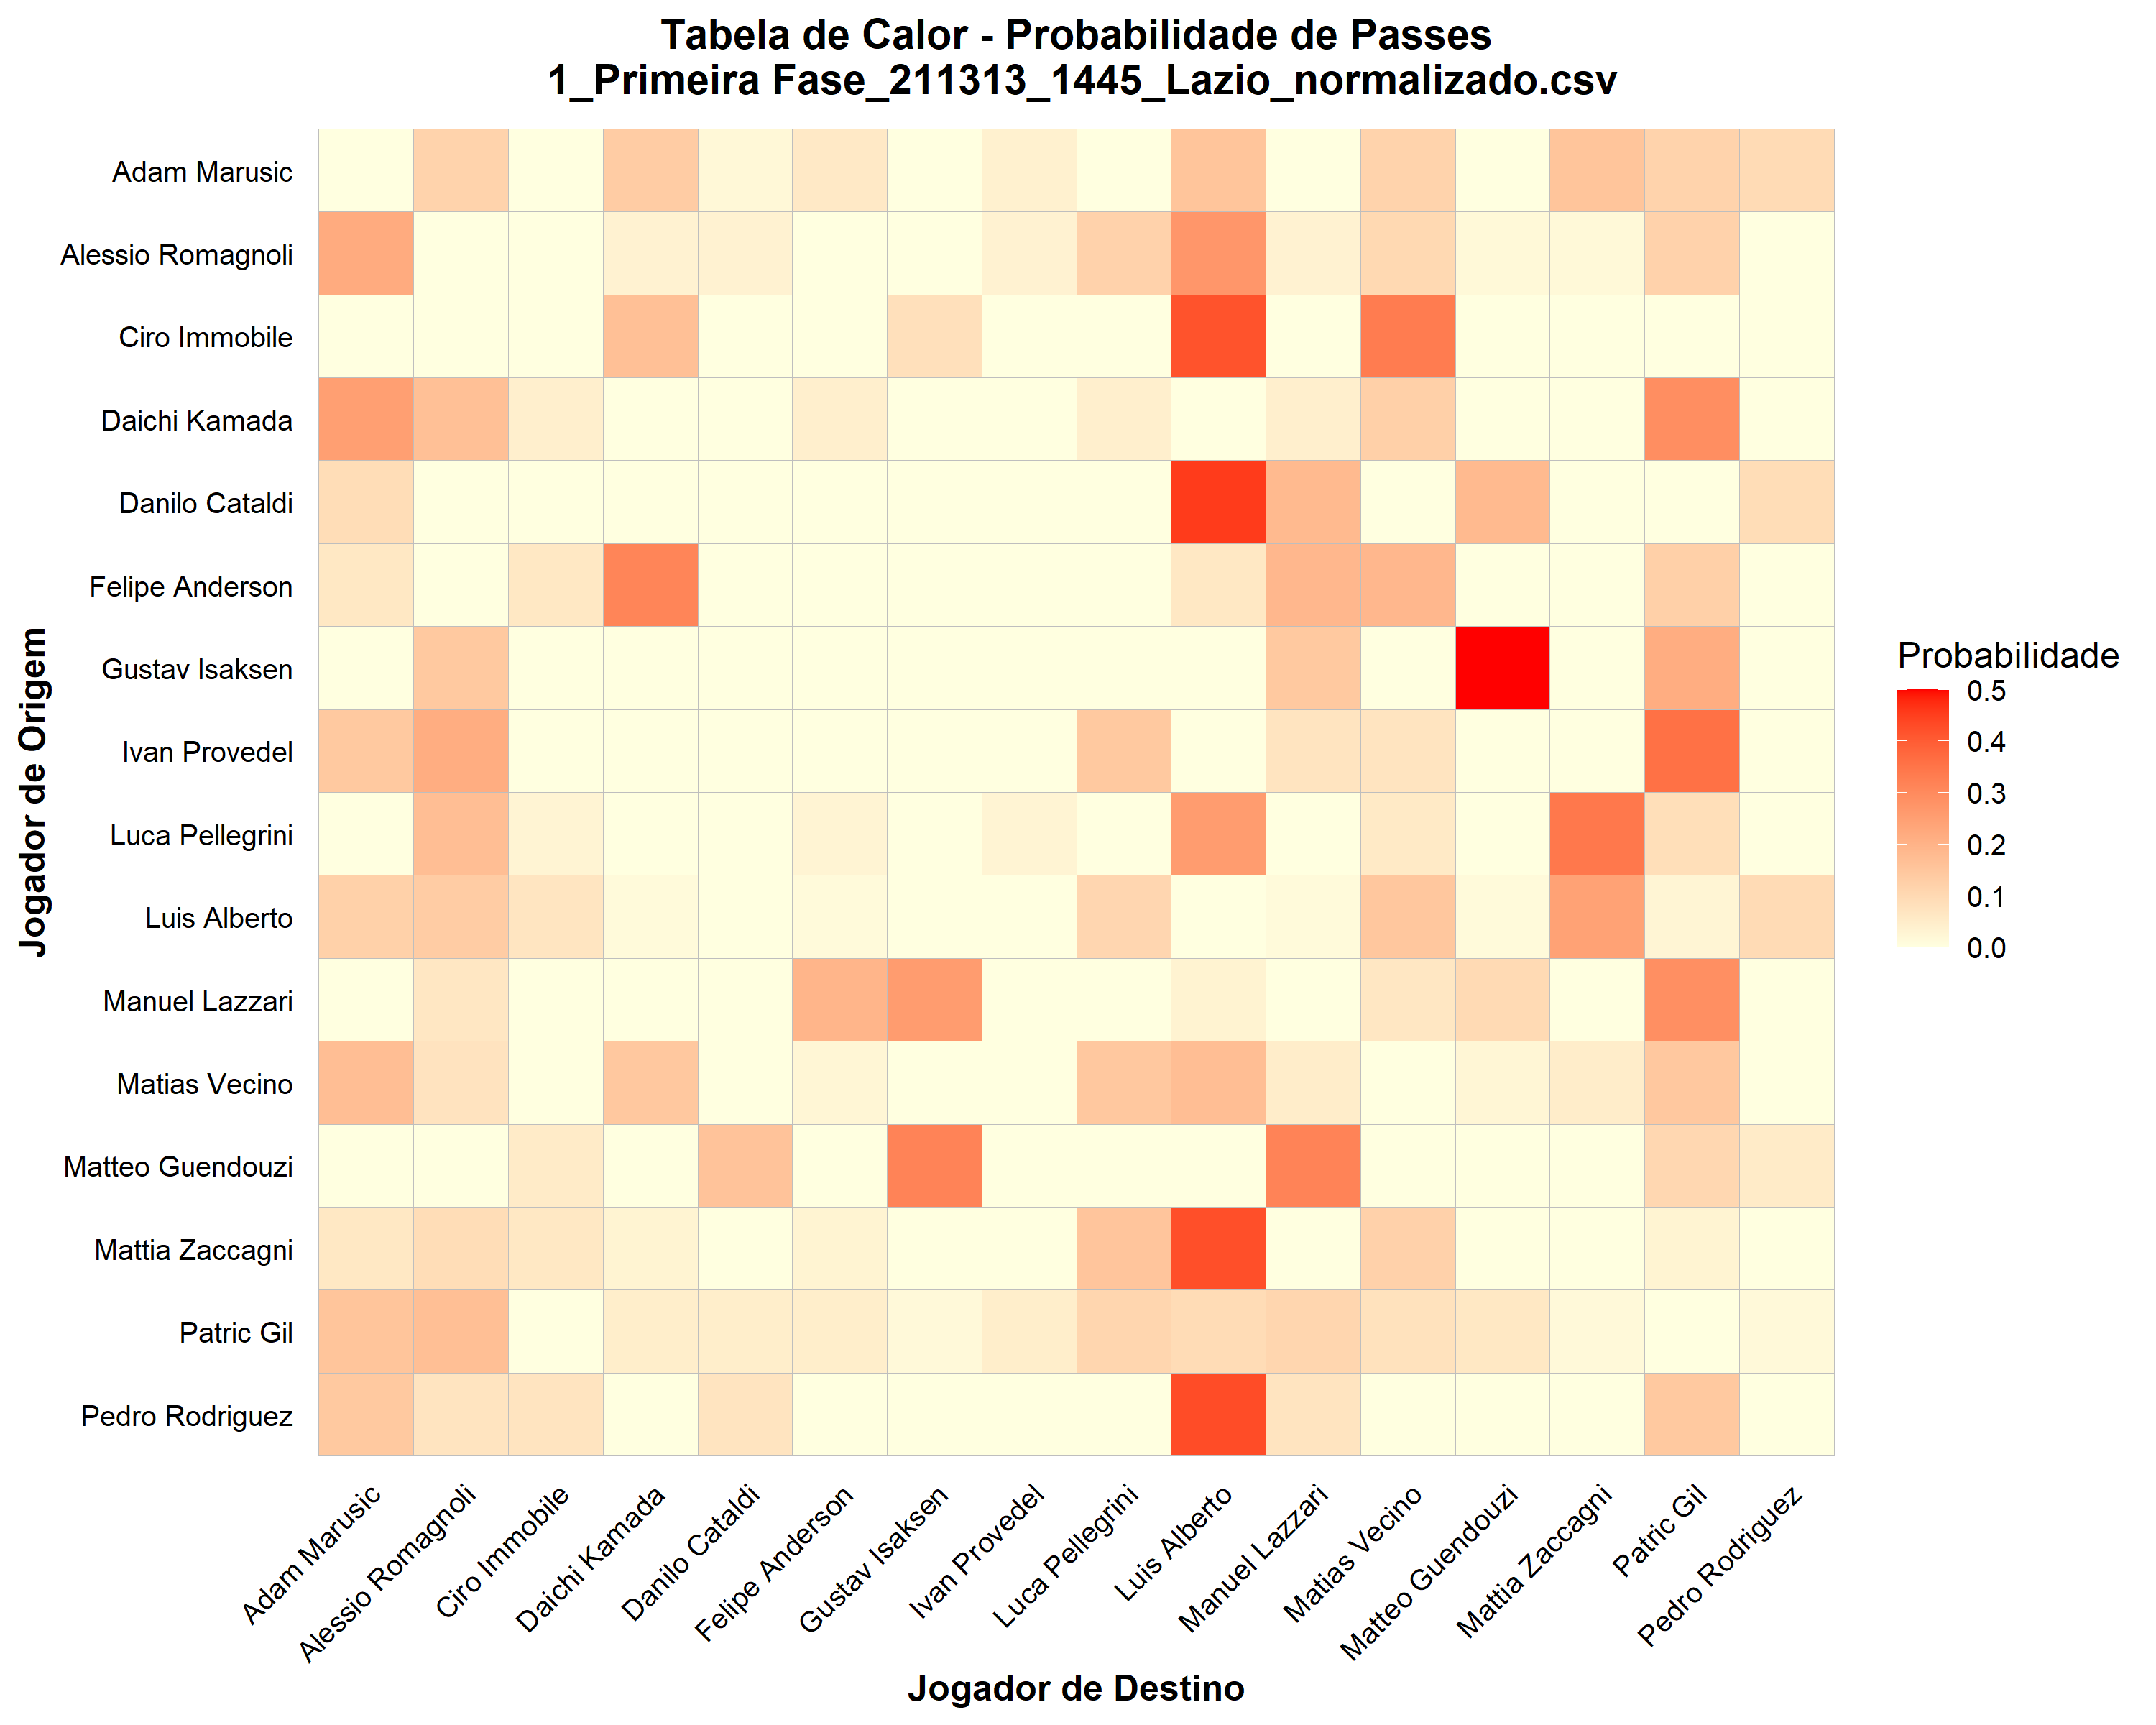 Tabela de Calor - Probabilidade de Passes
1_Primeira Fase_211313_1445_Lazio_normalizado.csv
Jogador de Origem
Adam Marusic
Alessio Romagnoli
Ciro Immobile
Daichi Kamada
Danilo Cataldi
Felipe Anderson
Gustav Isaksen
Ivan Provedel
Luca Pellegrini
Luis Alberto
Manuel Lazzari
Matias Vecino
Matteo Guendouzi
Mattia Zaccagni
Patric Gil
Pedro Rodriguez
Adam Marusic
Alessio Romagnoli
Ciro Immobile
Daichi Kamada
Danilo Cataldi
Felipe Anderson
Gustav Isaksen
Ivan Provedel
Luca Pellegrini
Luis Alberto
Manuel Lazzari
Matias Vecino
Matteo Guendouzi
Mattia Zaccagni
Patric Gil
Pedro Rodriguez
Jogador de Destino
Probabilidade
0.5
0.4
0.3
0.2
0.1
0.0